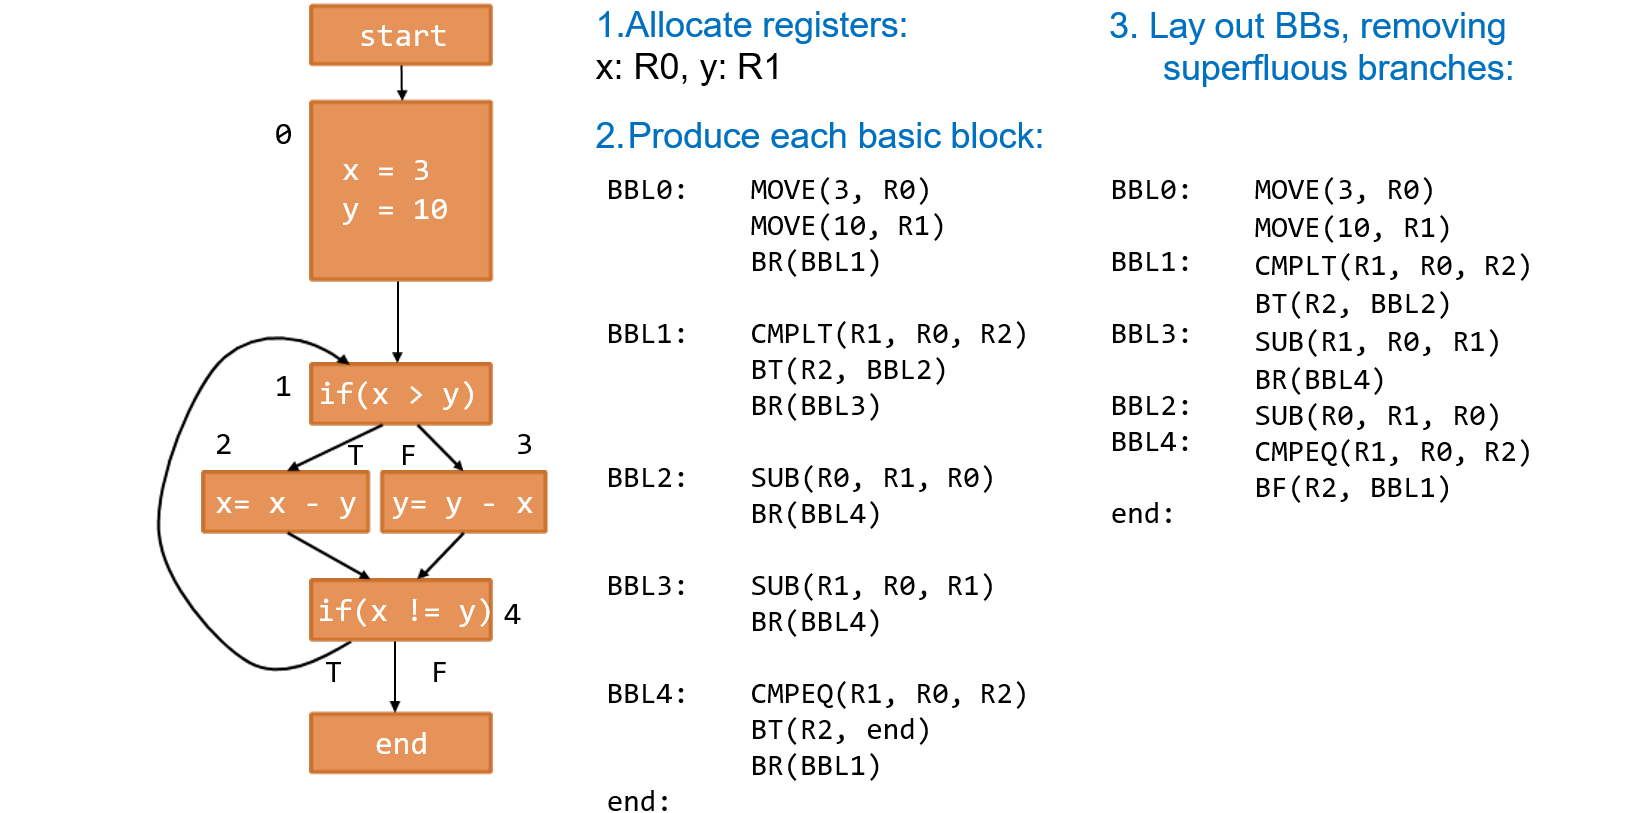 start
0
x = 3
y = 10
1
if(x > y)
2
T F
3
x= x - y
y= y - x
if(x != y)
4
T F
end
1.Allocate registers:
x: R0, y: R1
2.Produce each basic block:
BBL0: MOVE(3, R0)
MOVE(10, R1)
BR(BBL1)
BBL1: CMPLT(R1, R0, R2)
BT(R2, BBL2)
BR(BBL3)
BBL2: SUB(R0, R1, R0)
BR(BBL4)
BBL3: SUB(R1, R0, R1)
BR(BBL4)
BBL4: CMPEQ(R1, R0, R2)
BT(R2, end)
BR(BBL1)
end:
3. Lay out BBs, removing
superfluous branches:
BBL0: MOVE(3, R0)
MOVE(10, R1)
BBL1: CMPLT(R1, R0, R2)
BT(R2, BBL2)
BBL3: SUB(R1, R0, R1)
BR(BBL4)
BBL2: SUB(R0, R1, R0)
BBL4: CMPEQ(R1, R0, R2)
BF(R2, BBL1)
end: